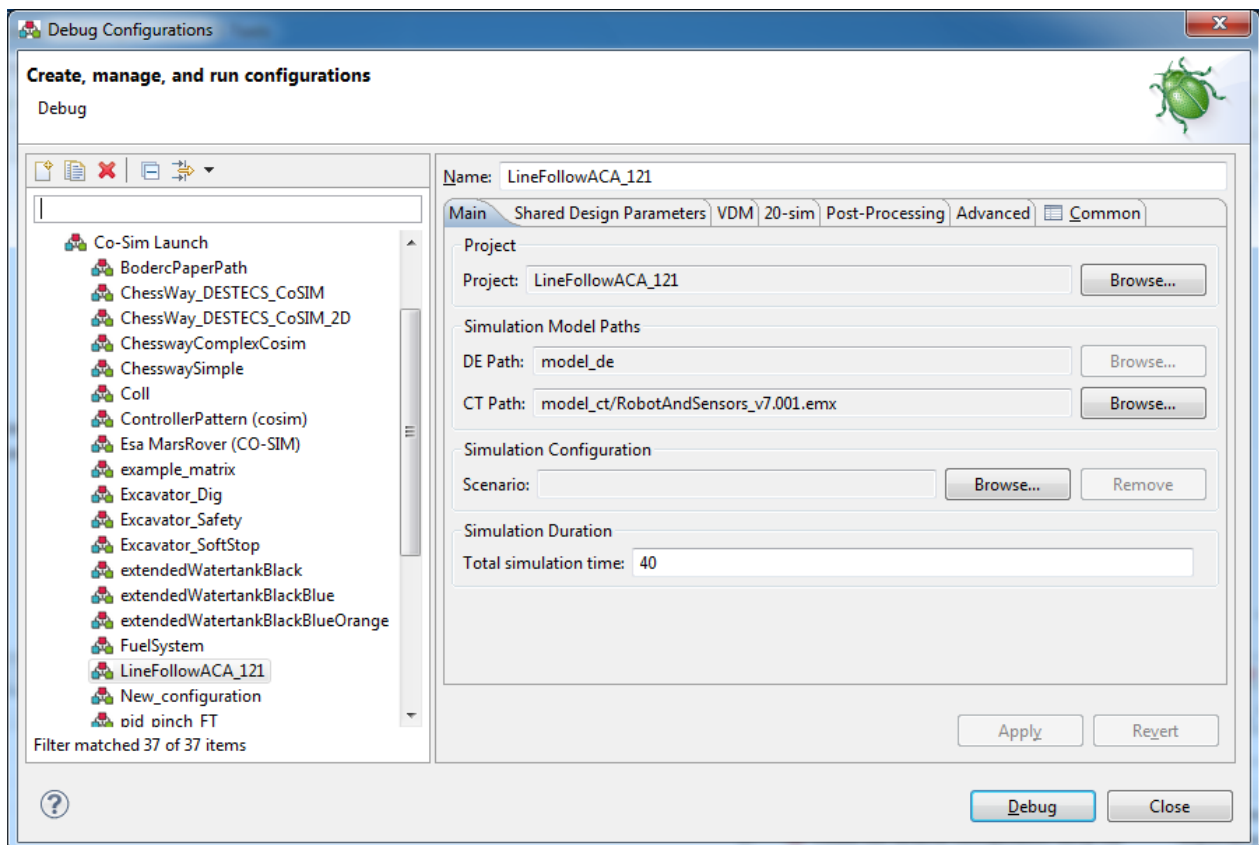 Debug Configurations
Create, manage, and run configurations
Debug
Co-Sim Launch
BodercPaperPath
ChessWay_DESTECS_CoSIM
ChessWay_DESTECS_CoSIM_2D
ChesswayComplexCosim
ChesswaySimple
Coll
ControllerPattern (cosim)
Esa MarsRover (CO-SIM)
example_matrix
Excavator_Dig
Excavator_Safety
Excavator_SoftStop
extendedWatertankBlack
extendedWatertankBlackBlue
extendedWatertankBlackBlueOrange
FuelSystem
LineFollowACA_121
New_configuration
pid_pinch_FT
Filter matched 37 of 37 items
Name: LineFollowACA_121
Main Shared Design Parameters VDM 20-sim Post-Processing Advanced Common
Project
Project: LineFollowACA_121 Browse...
Simulation Model Paths
DE Path: model_de Browse...
CT Path: model_ct/RobotAndSensors_v7.001.emx Browse...
Simulation Configuration
Scenario: Browse... Remove
Simulation Duration
Total simulation time: 40
Apply Revert
Debug Close